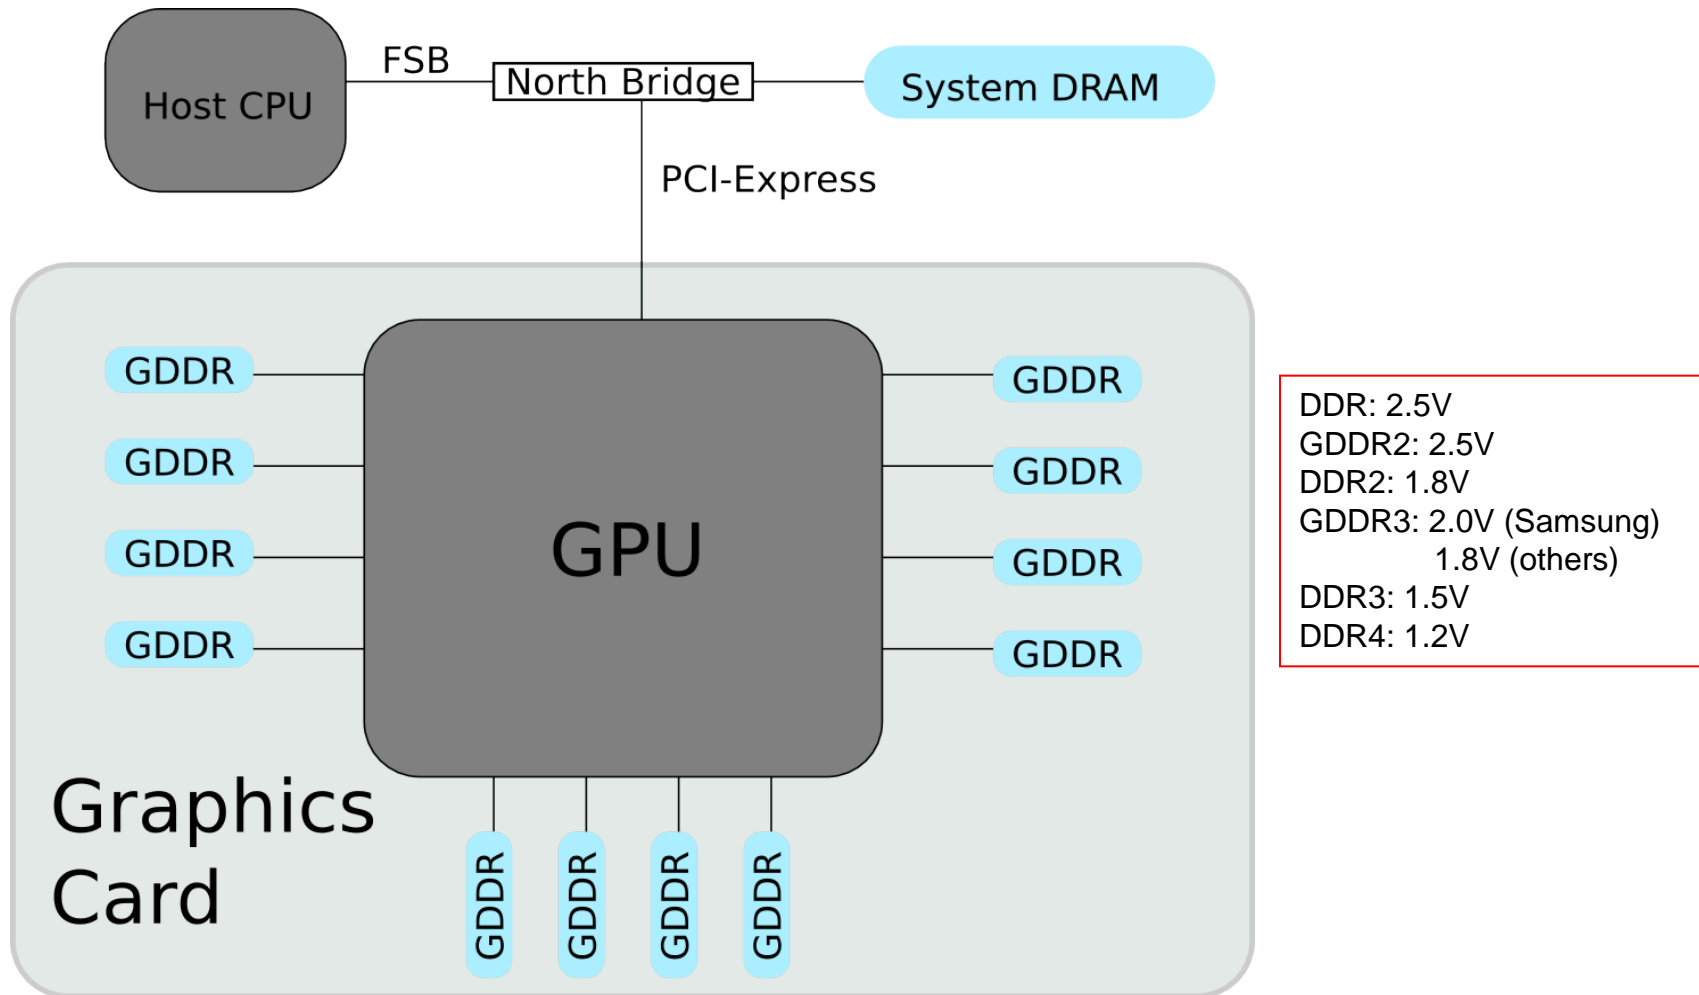 Host CPU
FSB
North Bridge
System DRAM
PCI-Express
GDDR
GDDR
GDDR
GDDR
GPU
GDDR
GDDR
GDDR
GDDR
GDDR
GDDR
GDDR
GDDR
Graphics
Card
DDR: 2.5V
GDDR2: 2.5V
DDR2: 1.8V
GDDR3: 2.0V (Samsung)
1.8V (others)
DDR3: 1.5V
DDR4: 1.2V